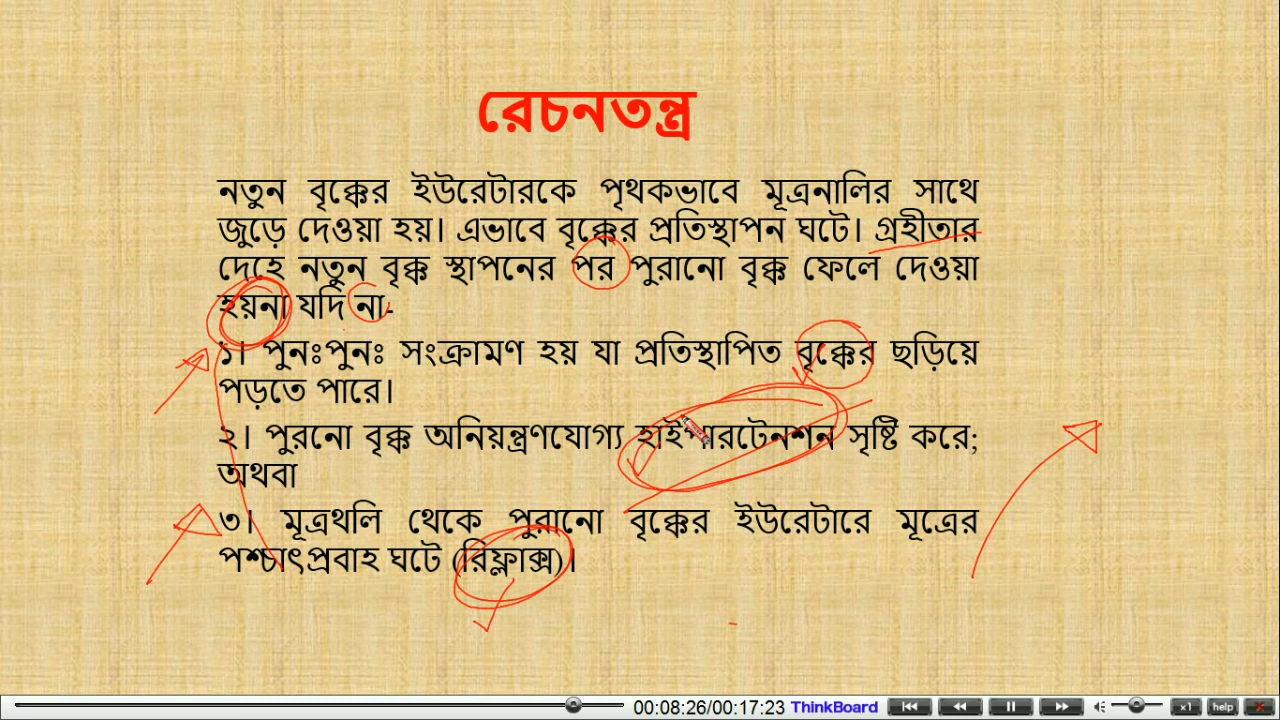 রেচনতন্ত্র
নতুন বৃক্কের ইউরেটারকে পৃথকভাবে মূত্রনালির সাথে
জুড়ে দেওয়া হয়। এভাবে বৃক্কের প্রতিস্থাপন ঘটে। গ্রহীতার
দেহে নতুন বৃক্ক স্থাপনের পর পুরানো বৃক্ক ফেলে দেওয়া
হয়না যদি না-
১। পুনঃপুনঃ সংক্রামণ হয় যা প্রতিস্থাপিত বৃক্কের ছড়িয়ে
পড়তে পারে।
২। পুরনো বৃক্ক অনিয়ন্ত্রণযোগ্য হাইপারটেনশন সৃষ্টি করে;
অথবা
৩। মূত্রথলি থেকে পুরানো বৃক্কের ইউরেটারে মূত্রের
পশ্চাৎপ্রবাহ ঘটে (রিফ্লাক্স)।
00:08:26/00:17:23 ThinkBoard x1 help